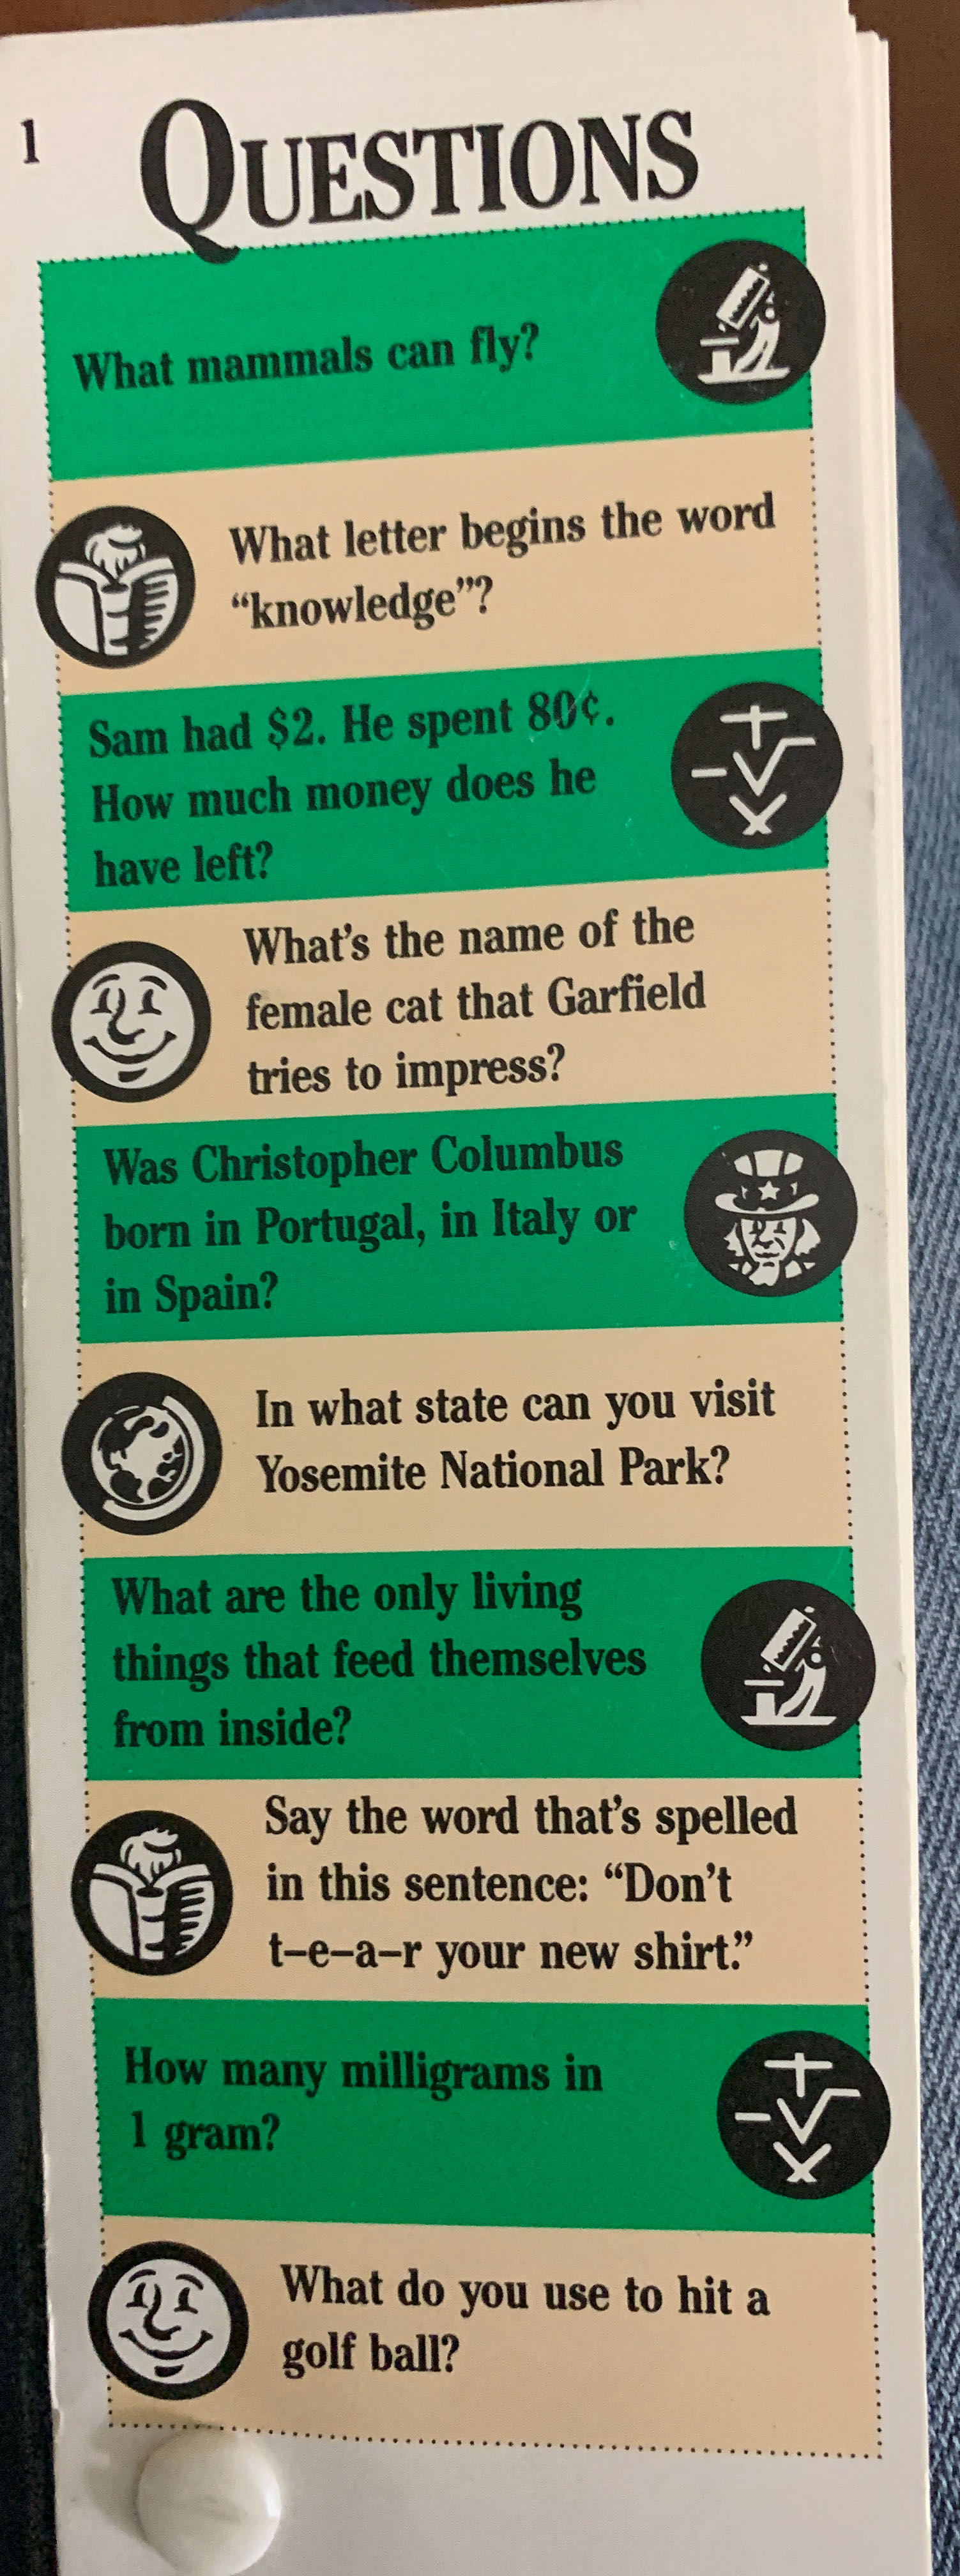 1
QUESTIONS
What mammals can fly?
What letter begins the word
“knowledge”?
Sam had $2. He spent 80¢.
How much money does he
have left?
What’s the name of the
female cat that Garfield
tries to impress?
Was Christopher Columbus
born in Portugal, in Italy or
in Spain?
In what state can you visit
Yosemite National Park?
What are the only living
things that feed themselves
from inside?
Say the word that’s spelled
in this sentence: “Don’t
t–e–a–r your new shirt.”
How many milligrams in
1 gram?
What do you use to hit a
golf ball?